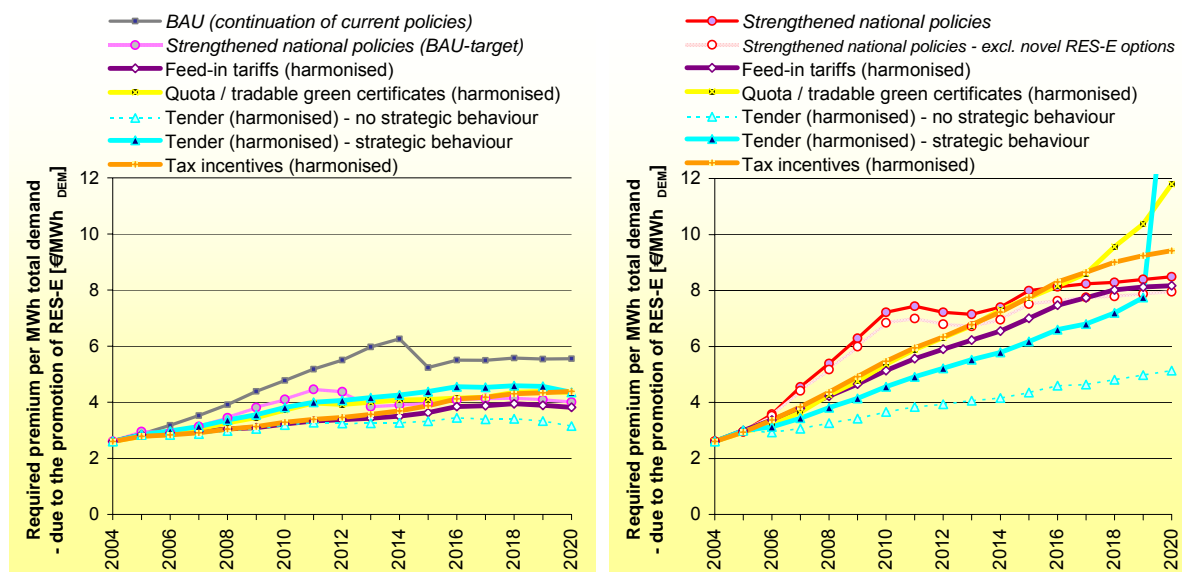 BAU (continuation of current policies)
Strengthened national policies (BAU-target)
Feed-in tariffs (harmonised)
Quota / tradable green certificates (harmonised)
Tender (harmonised) - no strategic behaviour
Tender (harmonised) - strategic behaviour
Tax incentives (harmonised)
Required premium per MWh total demand
- due to the promotion of RES-E [€/MWh DEM]
12
10
8
6
4
2
0
2004
2006
2008
2010
2012
2014
2016
2018
2020
Strengthened national policies
Strengthened national policies - excl. novel RES-E options
Feed-in tariffs (harmonised)
Quota / tradable green certificates (harmonised)
Tender (harmonised) - no strategic behaviour
Tender (harmonised) - strategic behaviour
Tax incentives (harmonised)
Required premium per MWh total demand
- due to the promotion of RES-E [€/MWh DEM]
12
10
8
6
4
2
0
2004
2006
2008
2010
2012
2014
2016
2018
2020